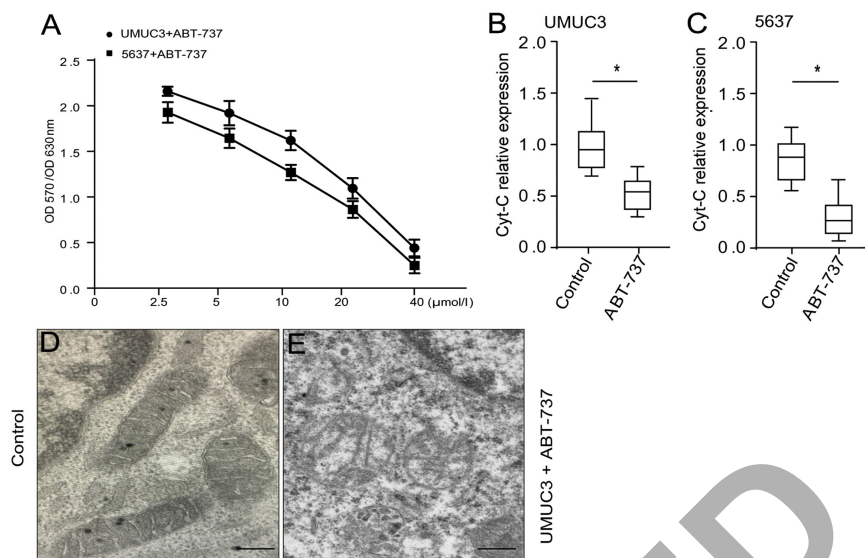 A
UMUC3+ABT-737
5637+ABT-737
OD 570 /OD 630nm
2.5
2.0
1.5
1.0
0.5
0.0
0 2.5 5 10 20 40 (μmol/l)
B UMUC3
Cyt-C relative expression
2.0
1.5
1.0
0.5
0.0
*
Control
ABT-737
C 5637
Cyt-C relative expression
2.0
1.5
1.0
0.5
0.0
*
Control
ABT-737
D
Control
E
UMUC3 + ABT-737